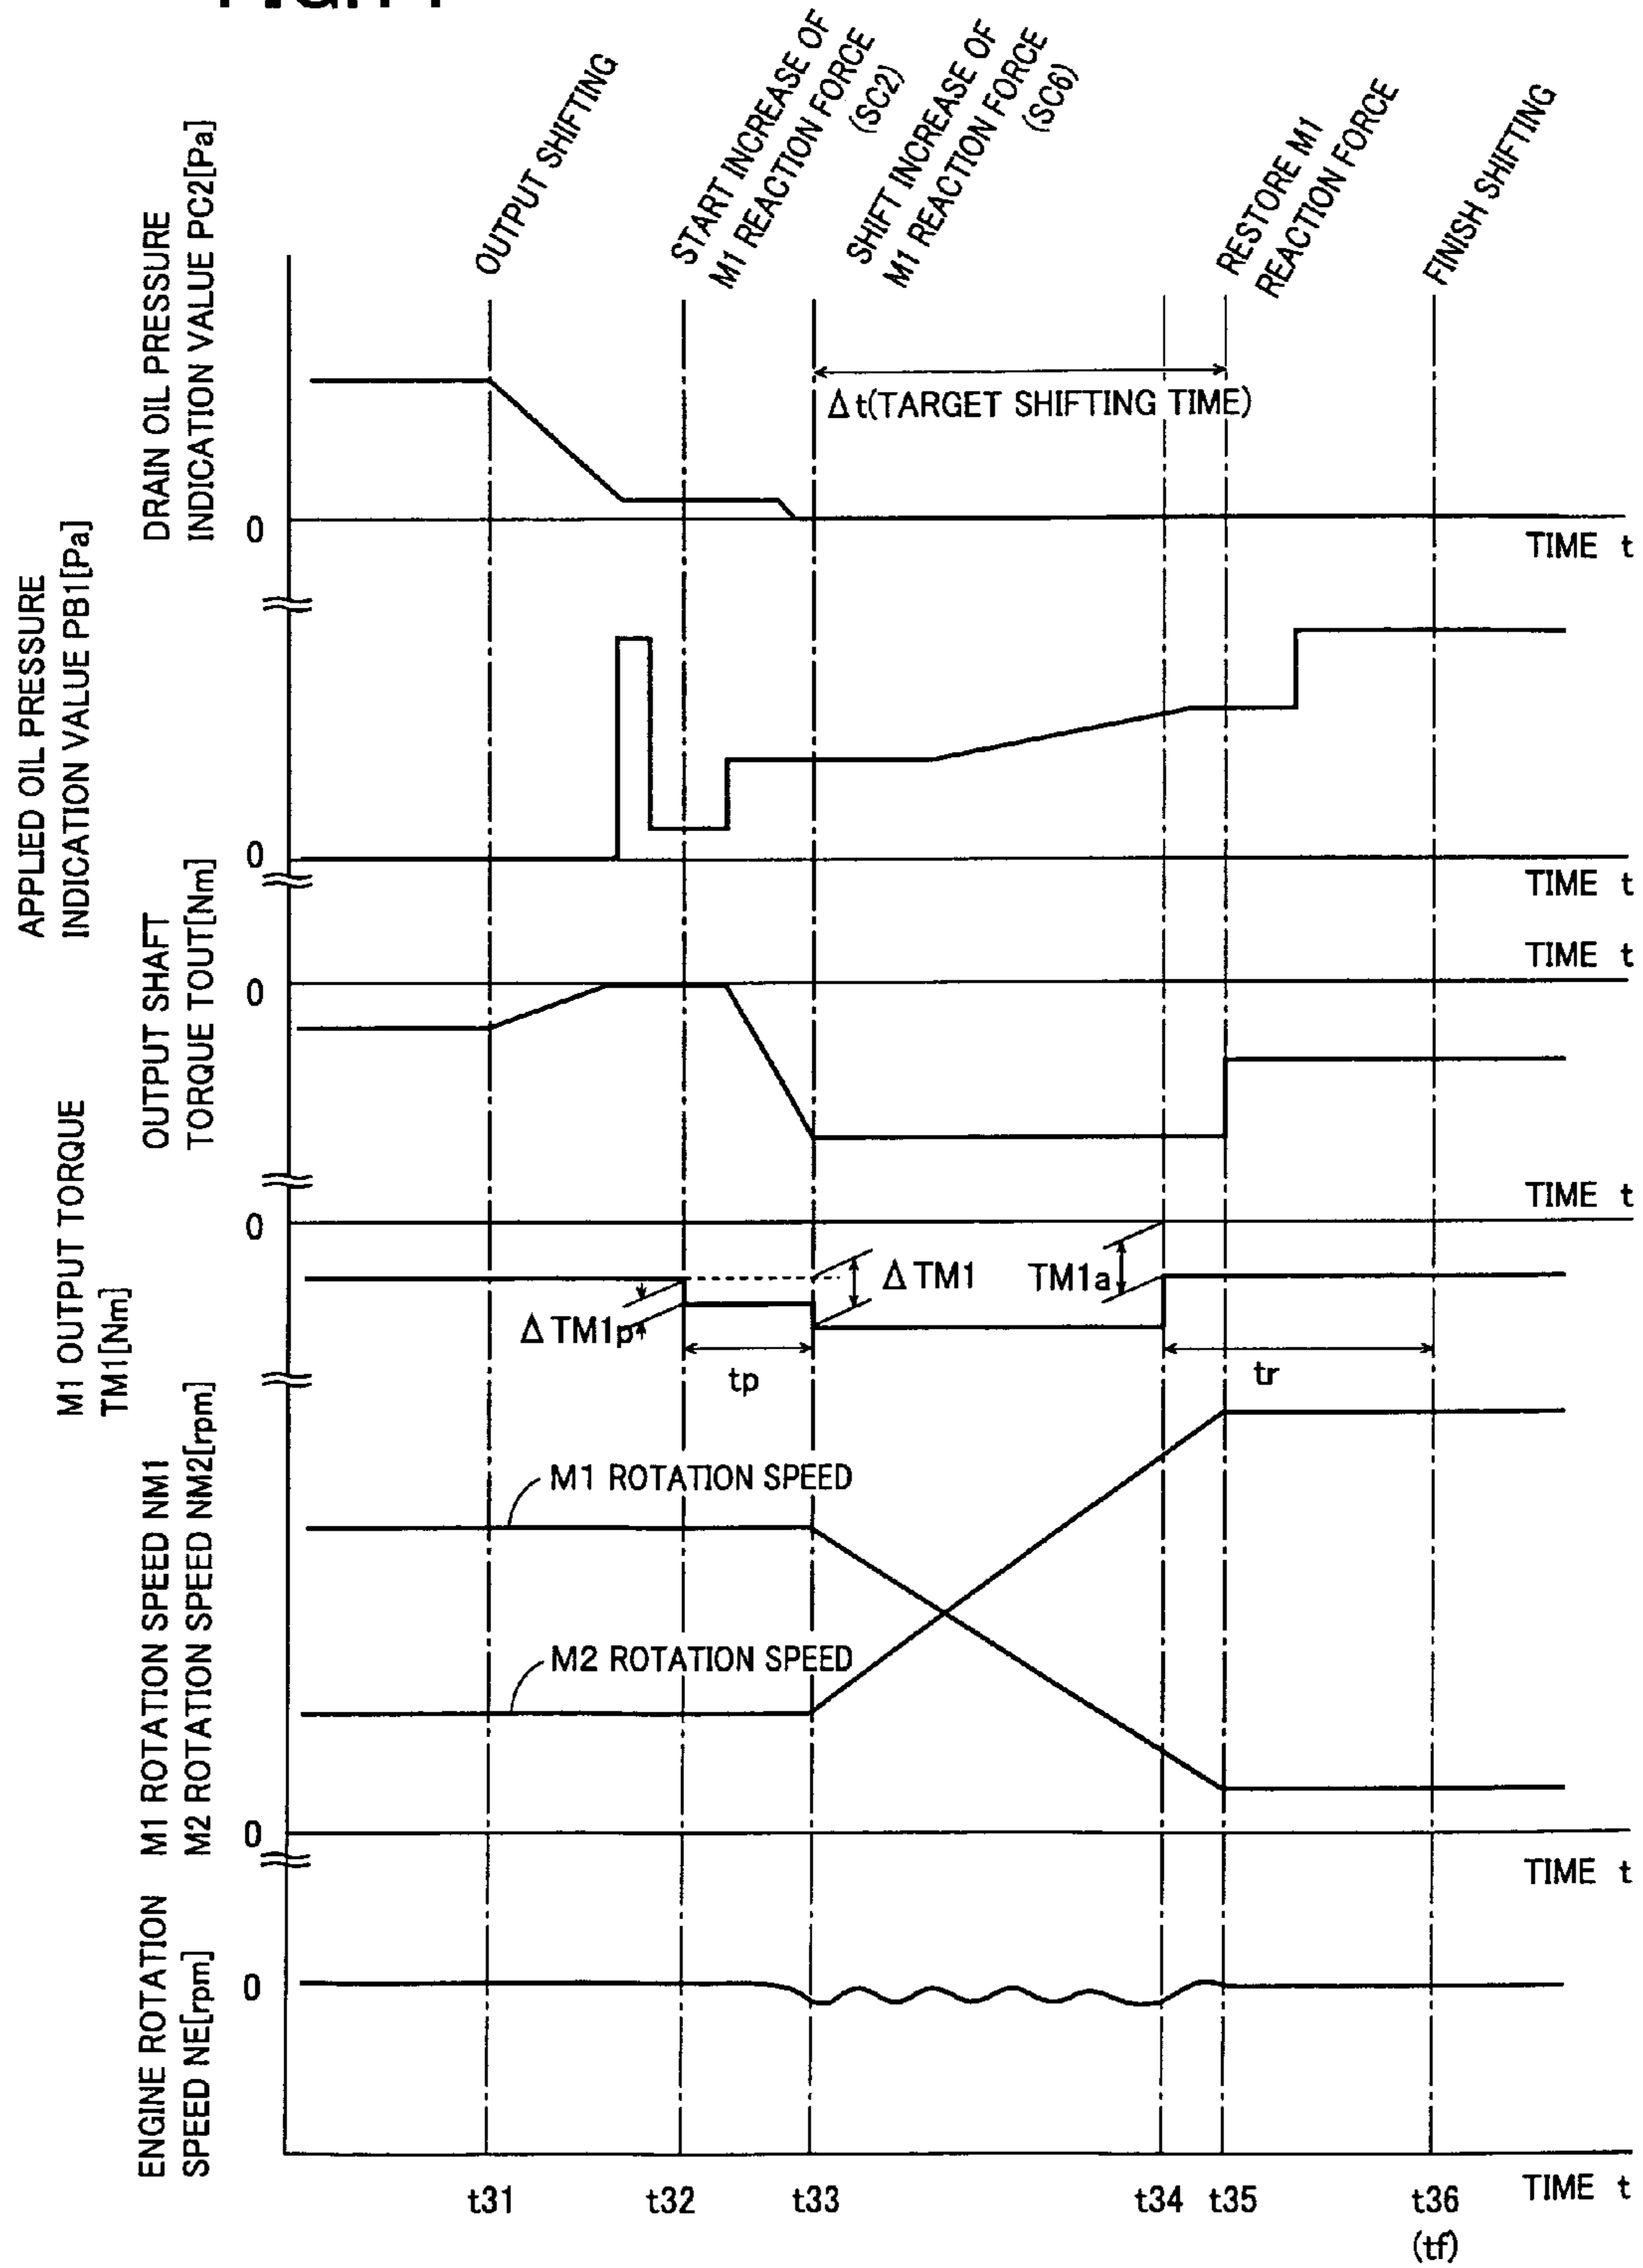 OUTPUT SHIFTING
START INCREASE OF
M1 REACTION FORCE
(SC2)
SHIFT INCREASE OF
M1 REACTION FORCE
(SC6)
RESTORE M1
REACTION FORCE
FINISH SHIFTING
DRAIN OIL PRESSURE
INDICATION VALUE PC2[Pa]
Δt(TARGET SHIFTING TIME)
0
TIME t
APPLIED OIL PRESSURE
INDICATION VALUE PB1[Pa]
0
TIME t
OUTPUT SHAFT
TORQUE TOUT[Nm]
TIME t
0
M1 OUTPUT TORQUE
TM1[Nm]
TIME t
0
ΔTM1
TM1a
ΔTM1p
tp
tr
M1 ROTATION SPEED NM1
M2 ROTATION SPEED NM2[rpm]
M1 ROTATION SPEED
M2 ROTATION SPEED
0
TIME t
ENGINE ROTATION
SPEED NE[rpm]
0
t31
t32
t33
t34
t35
t36
(tf)
TIME t